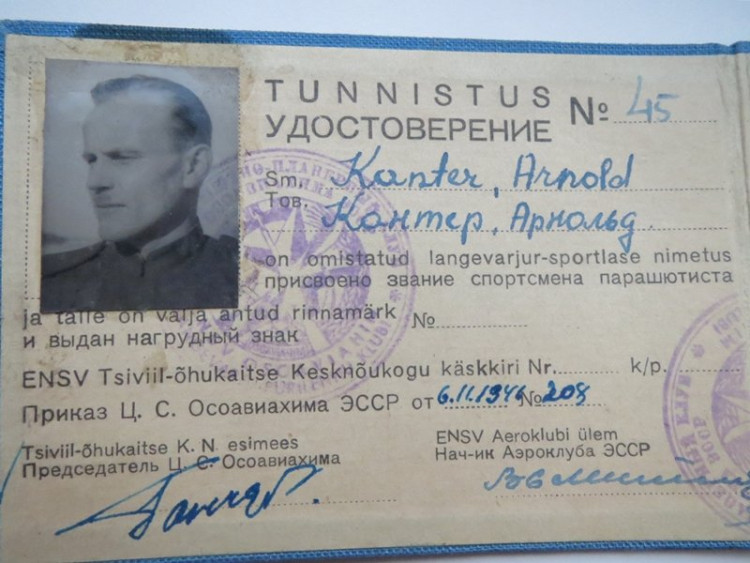 TUNNISTUS № 45
УДОСТОВЕРЕНИЕ
Sm. Kanter, Arnold
Тов. Кантер, Арнольд
on omistatud langevarjur-sportlase nimetus
присвоено звание спортсмена парашютиста
ja talle on välja antud rinnamärk №
и выдан нагрудный знак
ENSV Tsiviil-õhukaitse Kesknõukogu käskkiri Nr. k/p.
Приказ Ц. С. Осоавиахима ЭССР от 6.11.1946 № 208
Tsiviil-õhukaitse K. N. esimees
Председатель Ц. С. Осоавиахима
ENSV Aeroklubi ülem
Нач-ик Аэроклуба ЭССР